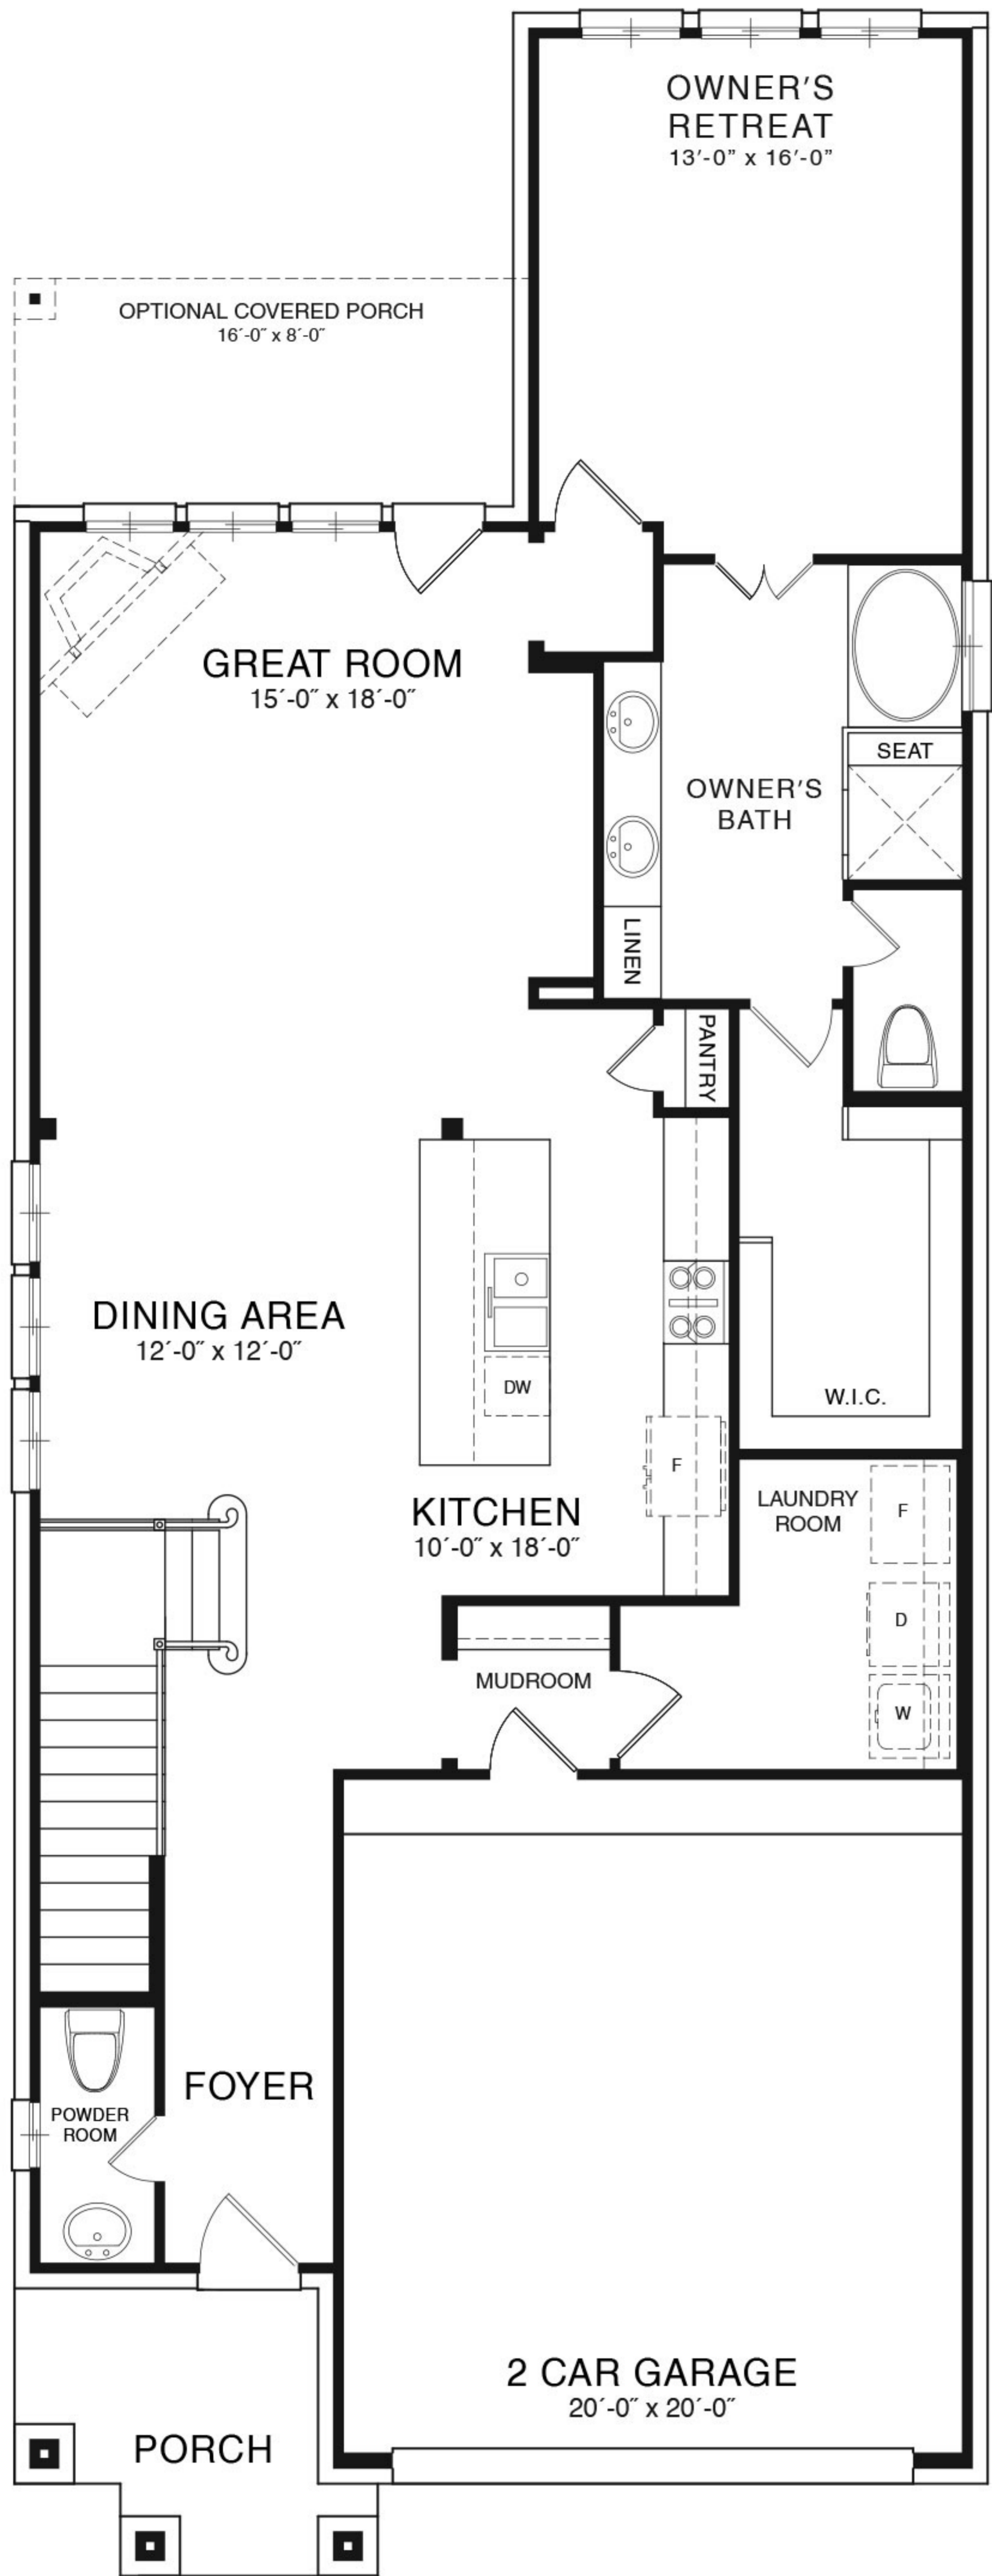 OWNER'S
RETREAT
13'-0” x 16'-0”
OPTIONAL COVERED PORCH
16´-0˝ x 8´-0˝
GREAT ROOM
15´-0˝ x 18´-0˝
SEAT
OWNER'S
BATH
LINEN
PANTRY
DINING AREA
12´-0˝ x 12´-0˝
DW
W.I.C.
F
KITCHEN
10´-0˝ x 18´-0˝
LAUNDRY
ROOM
F
D
W
MUDROOM
FOYER
POWDER
ROOM
2 CAR GARAGE
20´-0˝ x 20´-0˝
PORCH